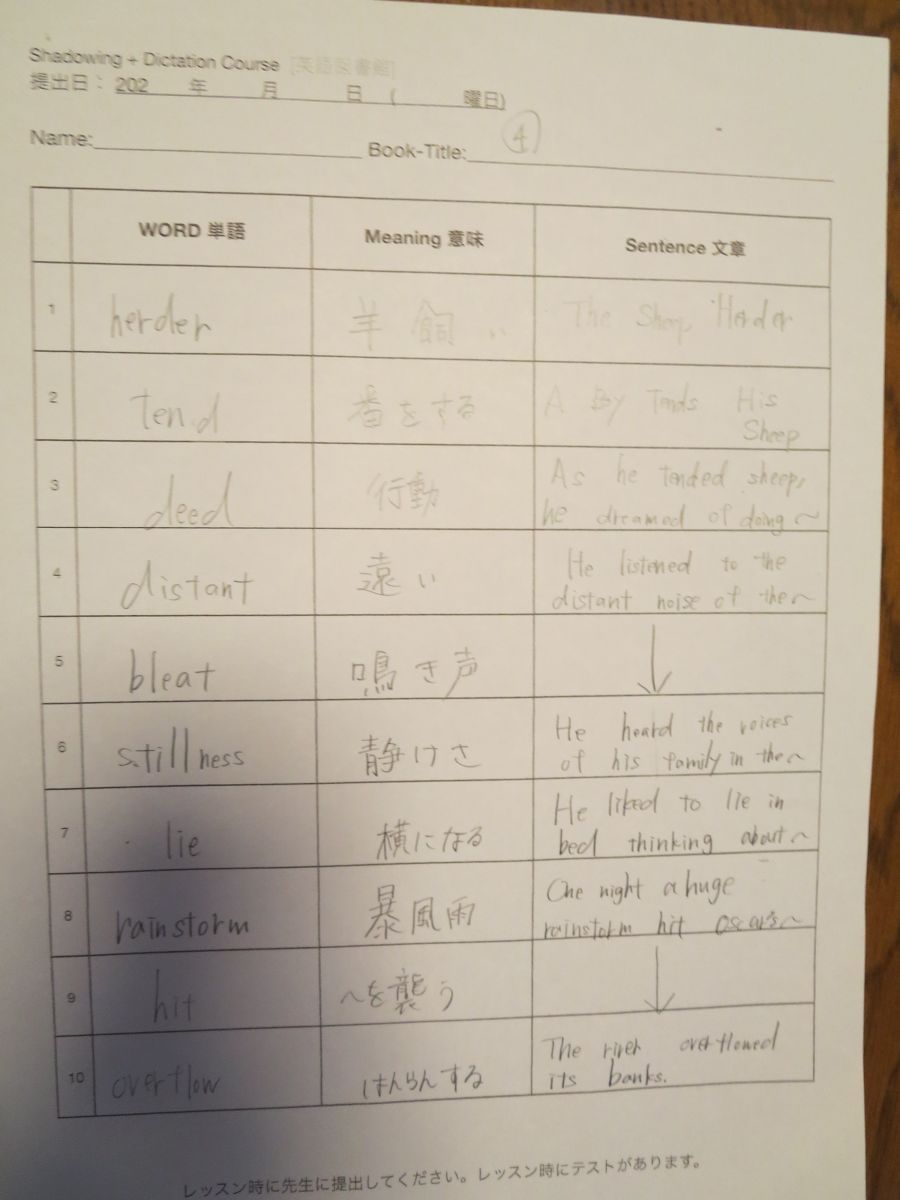 Shadowing + Dictation Course [英語図書館]
提出日： 202 年 月 日 ( 曜日)
④
Name: Book-Title:
WORD 単語 Meaning 意味 Sentence 文章
1 herder 羊飼い The Sheep Herder
2 tend 番をする A Boy Tends His
Sheep
3 deed 行動 As he tended sheep,
he dreamed of doing ~
4 distant 遠い He listened to the
distant noise of the~
5 bleat 鳴き声 ↓
6 stillness 静けさ He heard the voices
of his family in the~
7 lie 横になる He liked to lie in
bed thinking about~
8 rainstorm 暴風雨 One night a huge
rainstorm hit Oscar's~
9 hit ~を襲う ↓
10 overflow はんらんする The river overflowed
its banks.
レッスン時に先生に提出してください。レッスン時にテストがあります。